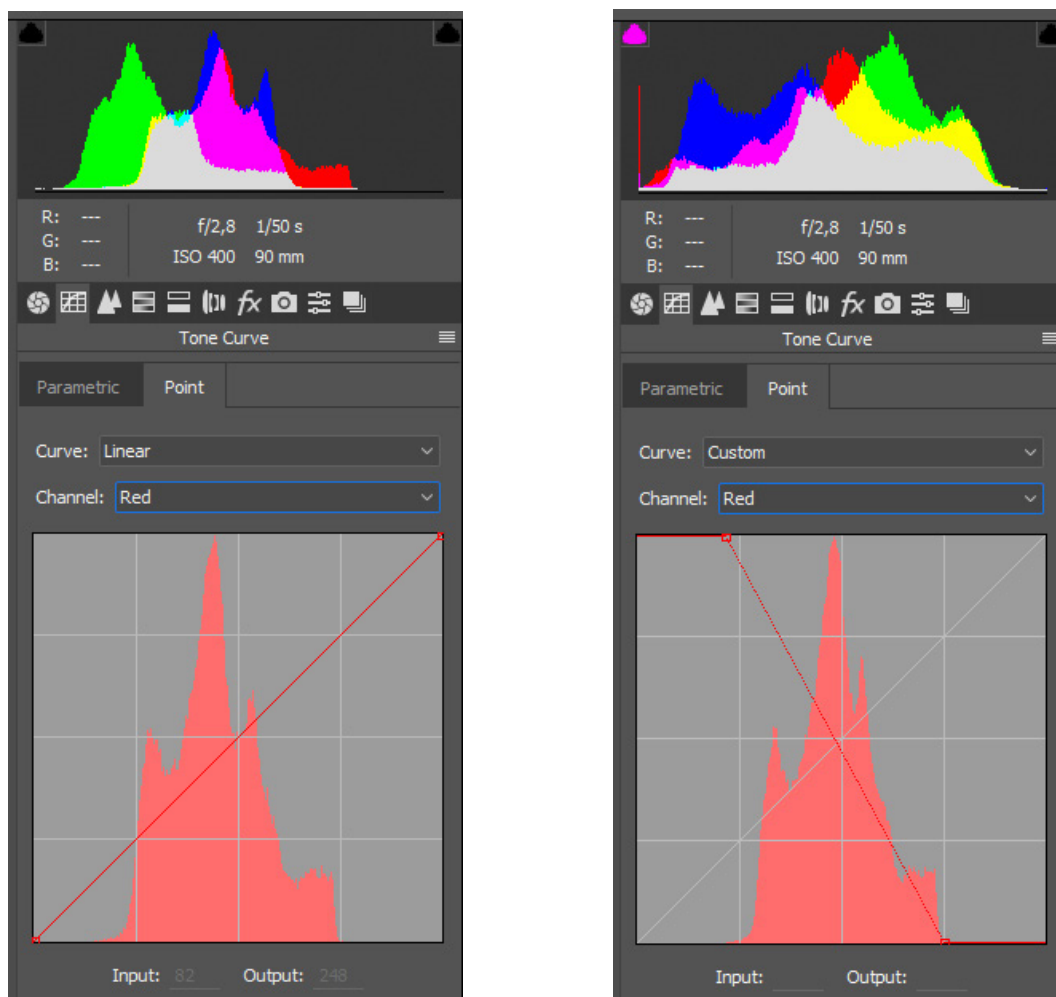 R: ---
G: ---
B: ---
f/2,8 1/50 s
ISO 400 90 mm
fx
Tone Curve
Parametric Point
Curve: Linear
Channel: Red
Input: 82 Output: 248
R: ---
G: ---
B: ---
f/2,8 1/50 s
ISO 400 90 mm
fx
Tone Curve
Parametric Point
Curve: Custom
Channel: Red
Input: Output: